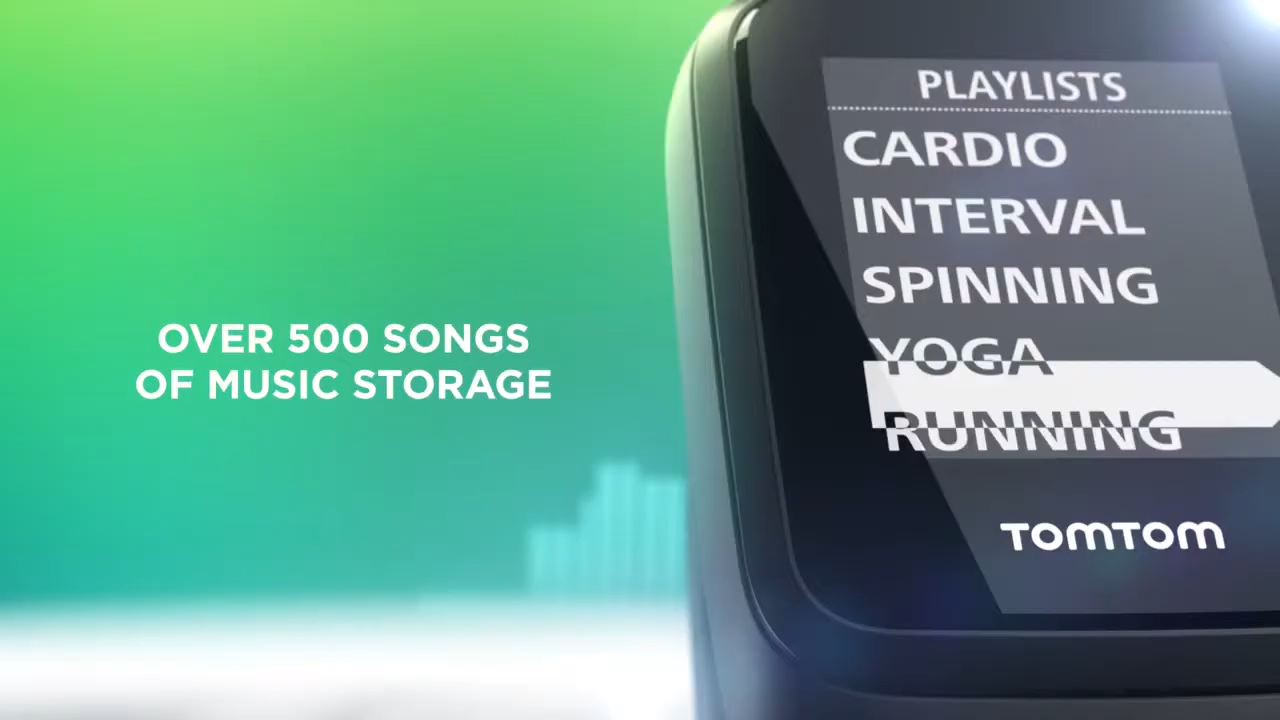 OVER 500 SONGS
OF MUSIC STORAGE
PLAYLISTS
CARDIO
INTERVAL
SPINNING
YOGA
RUNNING
TOMTOM